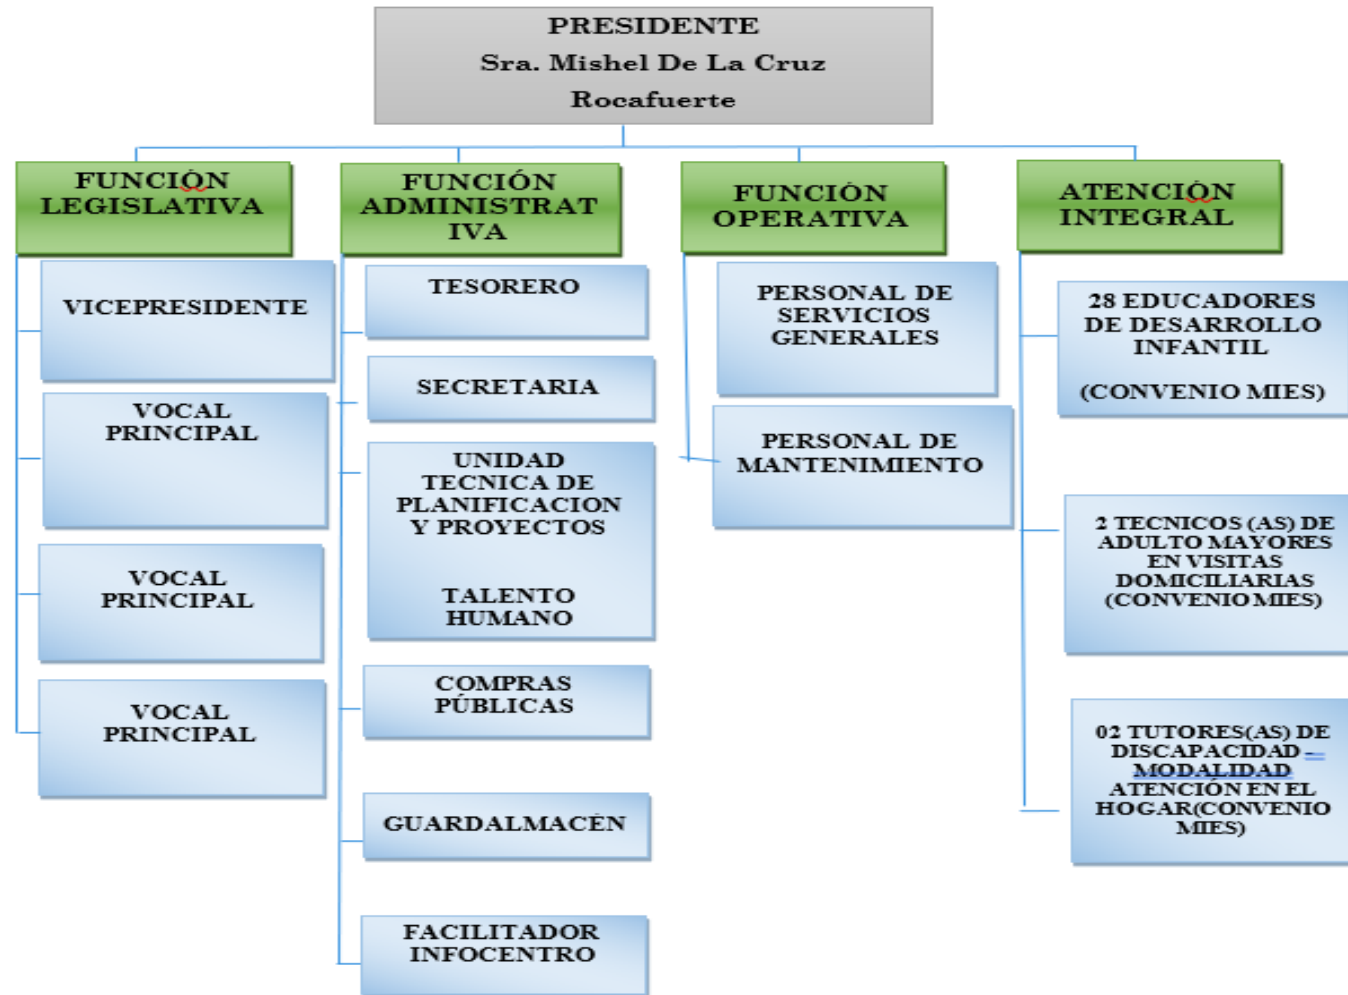 PRESIDENTE
Sra. Mishel De La Cruz
Rocafuerte
FUNCIÓN
LEGISLATIVA
VICEPRESIDENTE
VOCAL
PRINCIPAL
VOCAL
PRINCIPAL
VOCAL
PRINCIPAL
FUNCIÓN
ADMINISTRAT
IVA
TESORERO
SECRETARIA
UNIDAD
TECNICA DE
PLANIFICACION
Y PROYECTOS
TALENTO
HUMANO
COMPRAS
PÚBLICAS
GUARDALMACÉN
FACILITADOR
INFOCENTRO
FUNCIÓN
OPERATIVA
PERSONAL DE
SERVICIOS
GENERALES
PERSONAL DE
MANTENIMIENTO
ATENCIÓN
INTEGRAL
28 EDUCADORES
DE DESARROLLO
INFANTIL
(CONVENIO MIES)
2 TECNICOS (AS) DE
ADULTO MAYORES
EN VISITAS
DOMICILIARIAS
(CONVENIO MIES)
02 TUTORES(AS) DE
DISCAPACIDAD –
MODALIDAD
ATENCIÓN EN EL
HOGAR(CONVENIO
MIES)